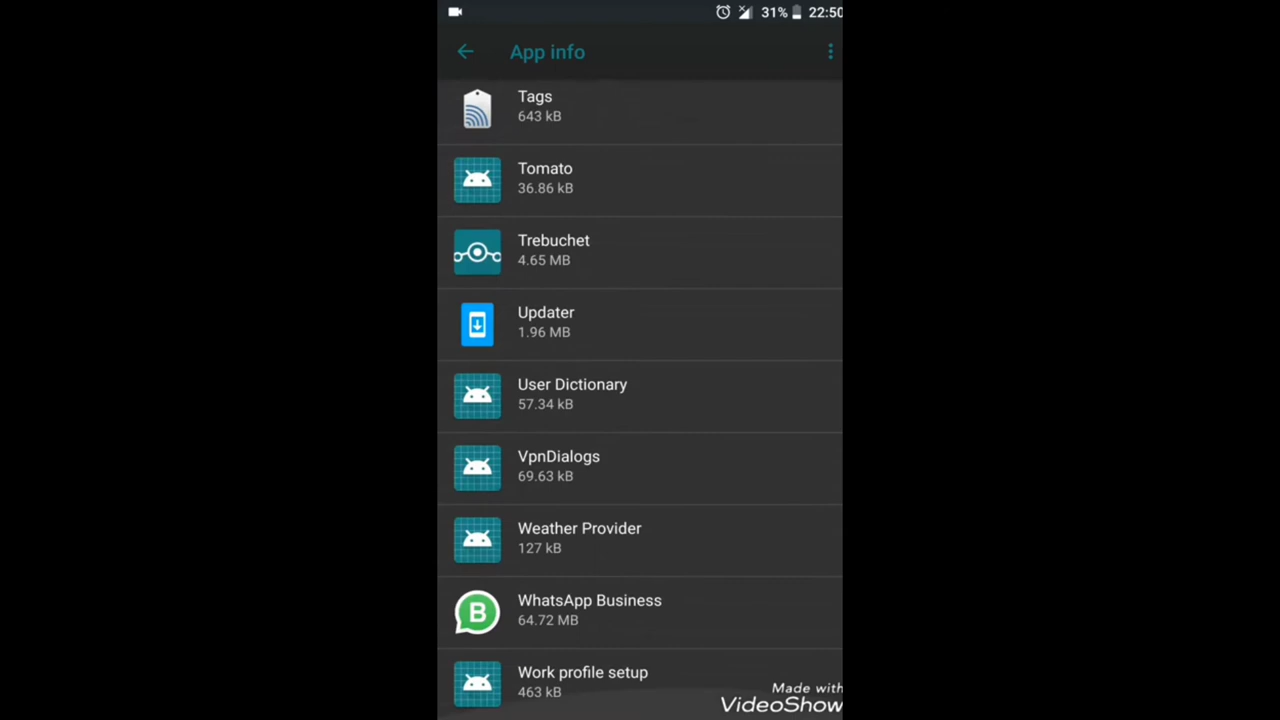 31% 22:50
App info
Tags
643 kB
Tomato
36.86 kB
Trebuchet
4.65 MB
Updater
1.96 MB
User Dictionary
57.34 kB
VpnDialogs
69.63 kB
Weather Provider
127 kB
B
WhatsApp Business
64.72 MB
Work profile setup
463 kB
Made with
VideoShow